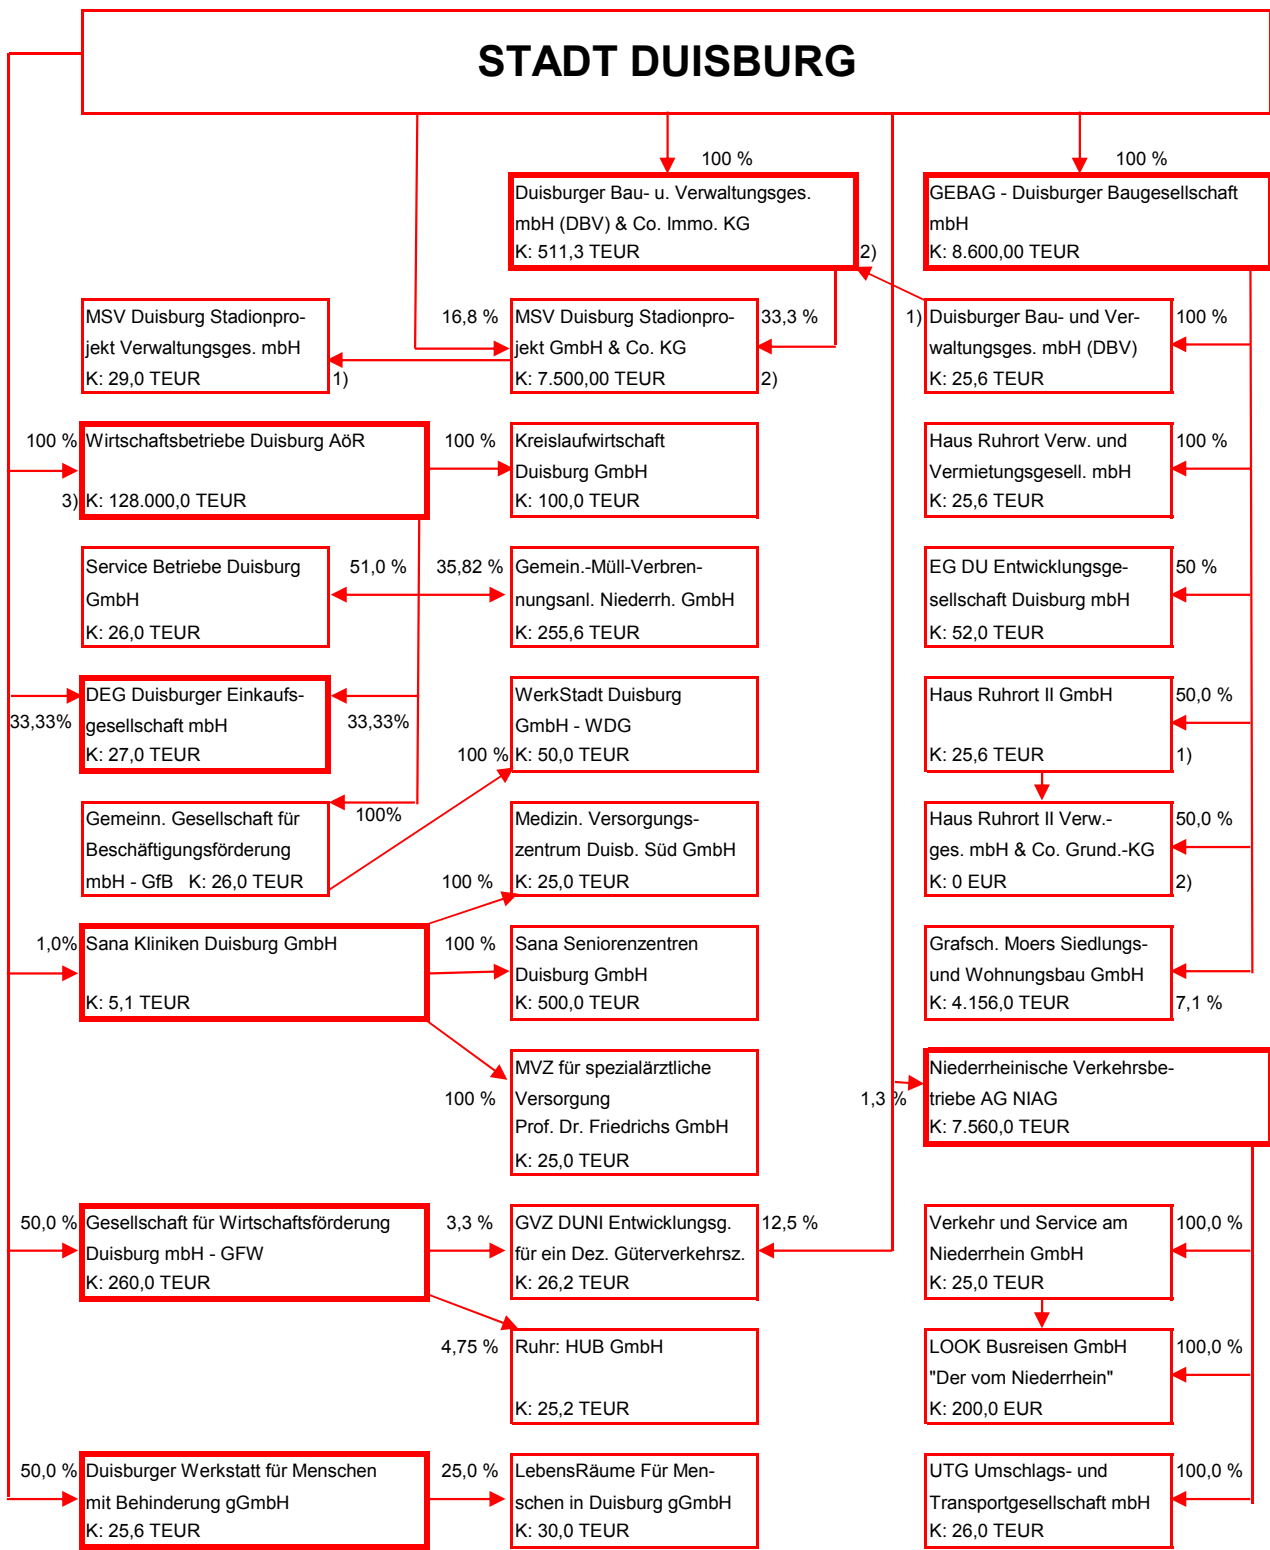 STADT DUISBURG
100 %
100 %
Duisburger Bau- u. Verwaltungsges.
mbH (DBV) & Co. Immo. KG
K: 511,3 TEUR
2)
GEBAG - Duisburger Baugesellschaft
mbH
K: 8.600,00 TEUR
MSV Duisburg Stadionpro-
jekt Verwaltungsges. mbH
K: 29,0 TEUR
1)
16,8 %
MSV Duisburg Stadionpro-
jekt GmbH & Co. KG
K: 7.500,00 TEUR
33,3 %
2)
1)
Duisburger Bau- und Ver-
waltungsges. mbH (DBV)
K: 25,6 TEUR
100 %
100 %
3)
Wirtschaftsbetriebe Duisburg AöR
K: 128.000,0 TEUR
100 %
Kreislaufwirtschaft
Duisburg GmbH
K: 100,0 TEUR
Haus Ruhrort Verw. und
Vermietungsgesell. mbH
K: 25,6 TEUR
100 %
Service Betriebe Duisburg
GmbH
K: 26,0 TEUR
51,0 %
35,82 %
Gemein.-Müll-Verbren-
nungsanl. Niederrh. GmbH
K: 255,6 TEUR
EG DU Entwicklungsge-
sellschaft Duisburg mbH
K: 52,0 TEUR
50 %
33,33%
DEG Duisburger Einkaufs-
gesellschaft mbH
K: 27,0 TEUR
33,33%
WerkStadt Duisburg
GmbH - WDG
K: 50,0 TEUR
100 %
Haus Ruhrort II GmbH
K: 25,6 TEUR
50,0 %
1)
Gemeinn. Gesellschaft für
Beschäftigungsförderung
mbH - GfB K: 26,0 TEUR
100%
Medizin. Versorgungs-
zentrum Duisb. Süd GmbH
K: 25,0 TEUR
100 %
Haus Ruhrort II Verw.-
ges. mbH & Co. Grund.-KG
K: 0 EUR
50,0 %
2)
1,0%
Sana Kliniken Duisburg GmbH
K: 5,1 TEUR
100 %
Sana Seniorenzentren
Duisburg GmbH
K: 500,0 TEUR
Grafsch. Moers Siedlungs-
und Wohnungsbau GmbH
K: 4.156,0 TEUR
7,1 %
100 %
MVZ für spezialärztliche
Versorgung
Prof. Dr. Friedrichs GmbH
K: 25,0 TEUR
1,3 %
Niederrheinische Verkehrsbe-
triebe AG NIAG
K: 7.560,0 TEUR
50,0 %
Gesellschaft für Wirtschaftsförderung
Duisburg mbH - GFW
K: 260,0 TEUR
3,3 %
GVZ DUNI Entwicklungsg.
für ein Dez. Güterverkehrsz.
K: 26,2 TEUR
12,5 %
Verkehr und Service am
Niederrhein GmbH
K: 25,0 TEUR
100,0 %
4,75 %
Ruhr: HUB GmbH
K: 25,2 TEUR
LOOK Busreisen GmbH
"Der vom Niederrhein"
K: 200,0 EUR
100,0 %
50,0 %
Duisburger Werkstatt für Menschen
mit Behinderung gGmbH
K: 25,6 TEUR
25,0 %
LebensRäume Für Men-
schen in Duisburg gGmbH
K: 30,0 TEUR
UTG Umschlags- und
Transportgesellschaft mbH
K: 26,0 TEUR
100,0 %